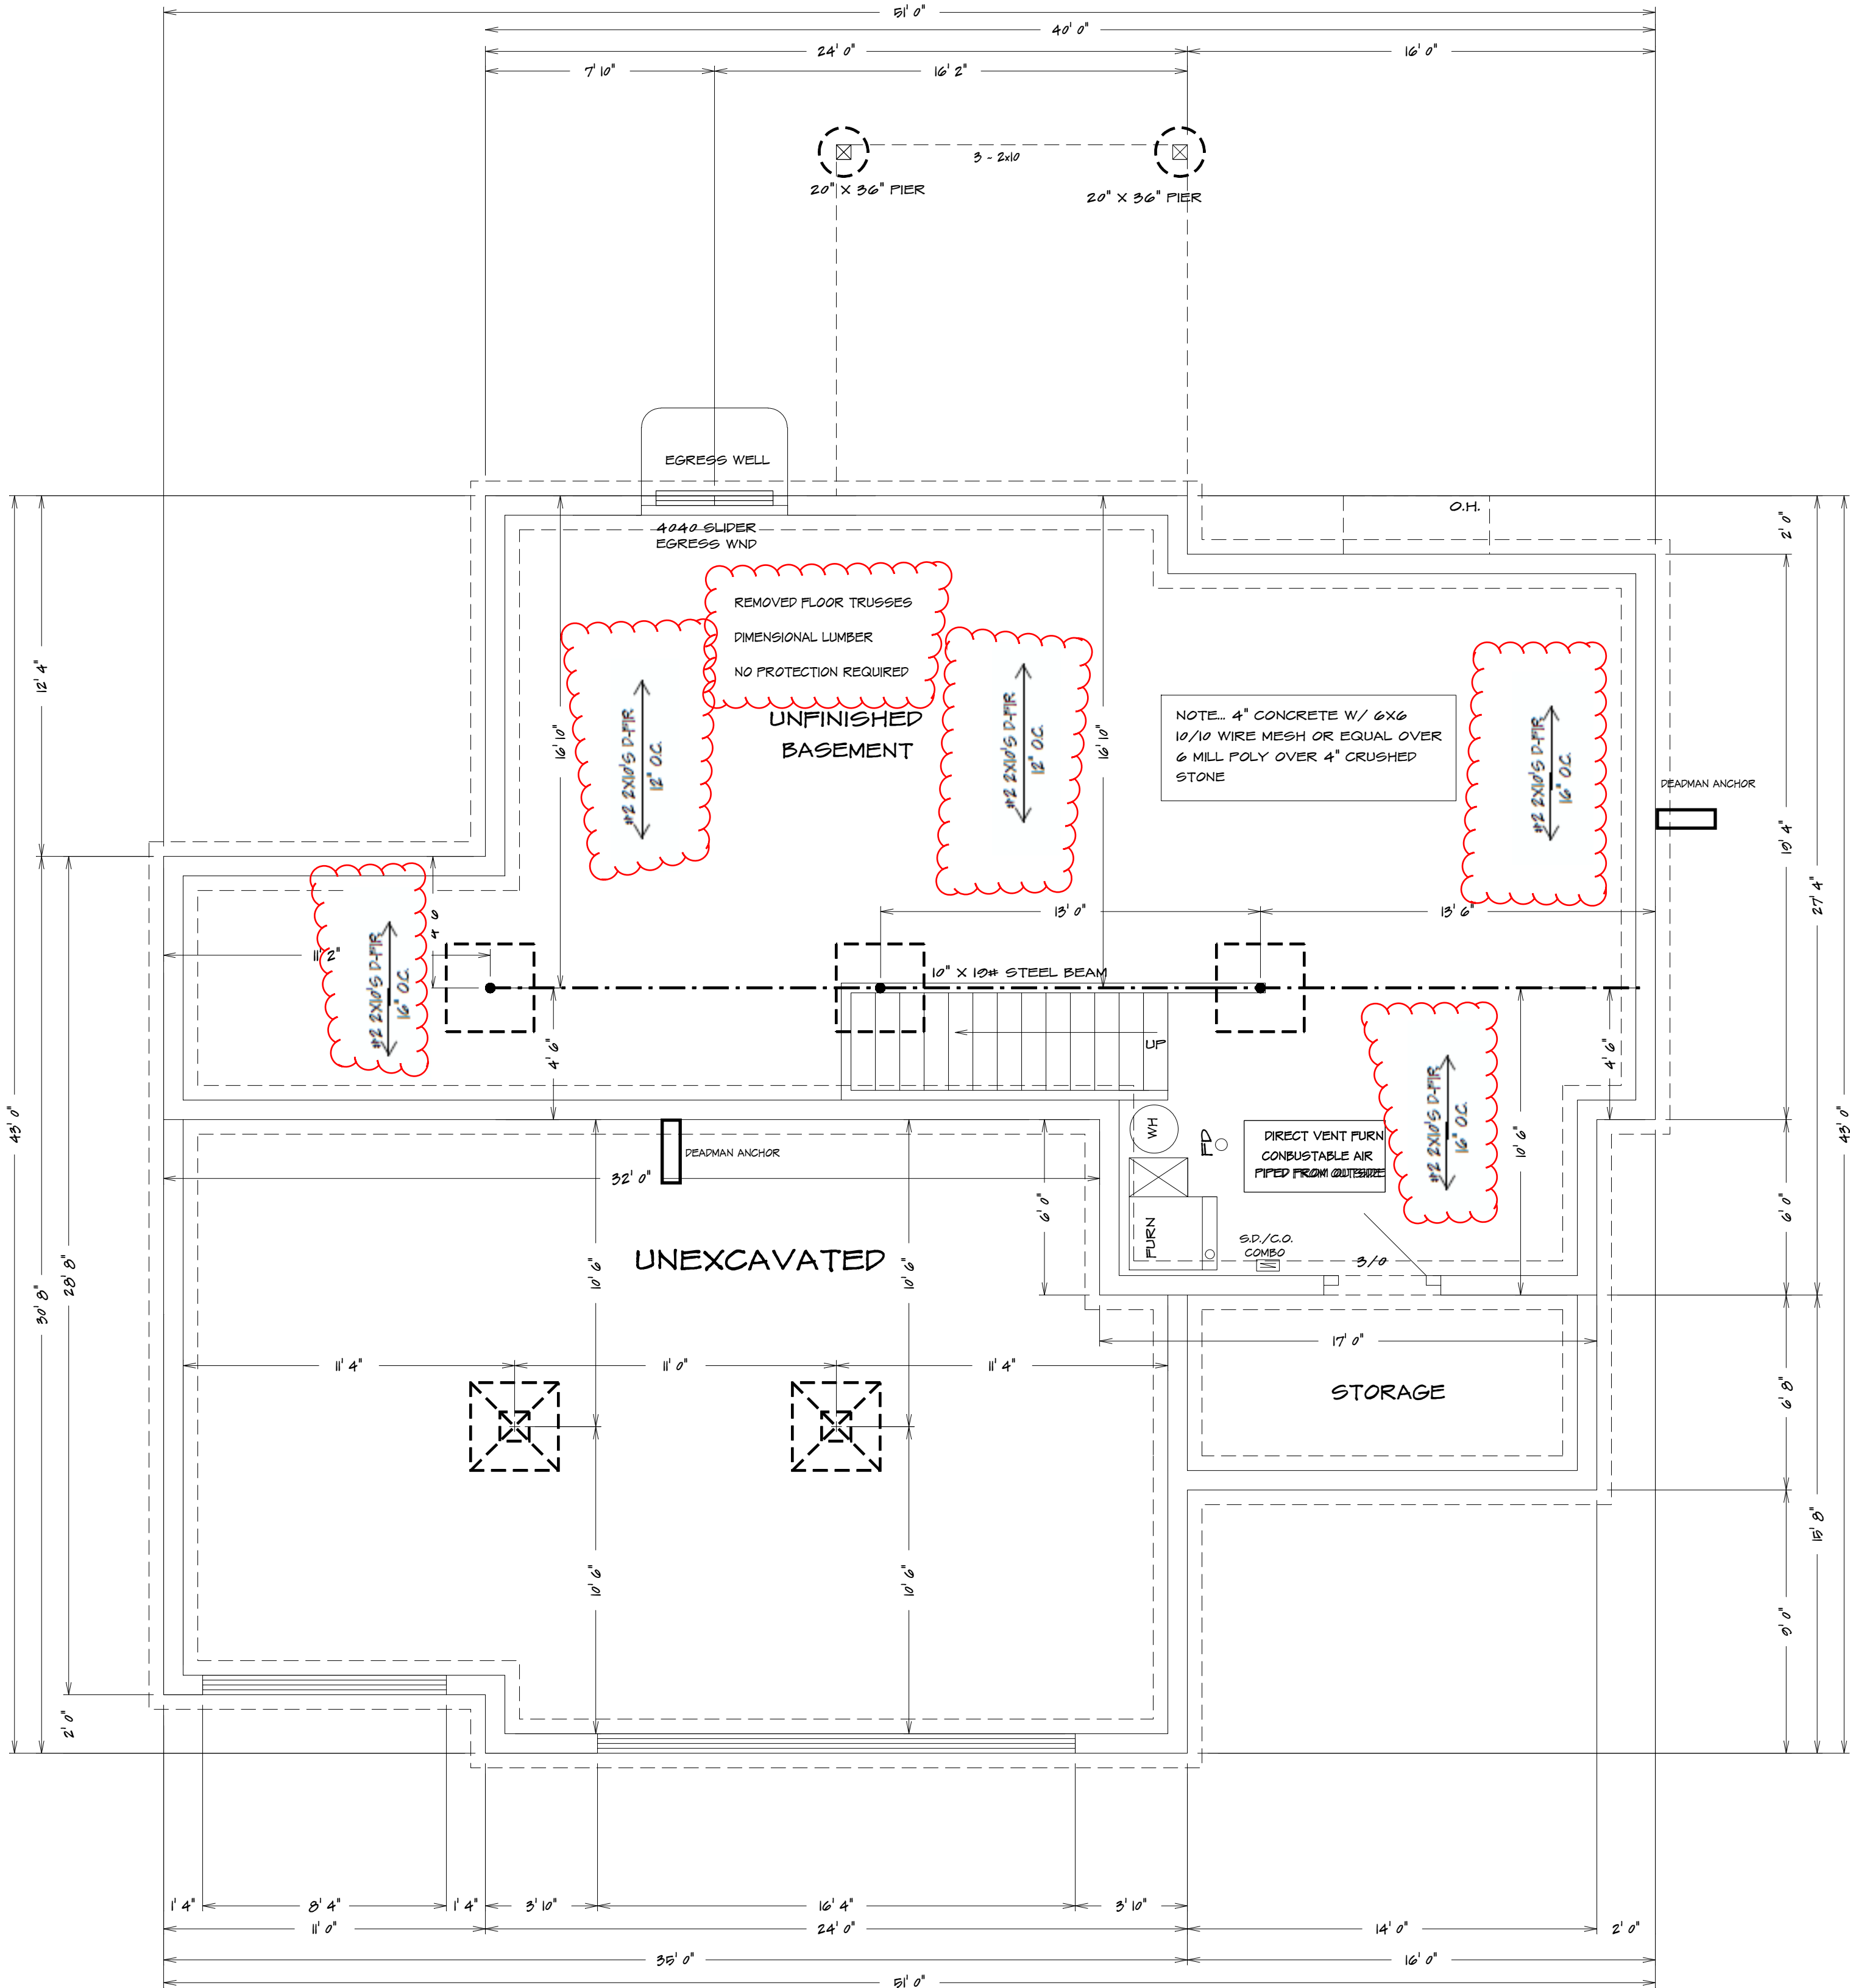 51' 0"
40' 0"
24' 0"
16' 0"
7' 10"
16' 2"
3 - 2x10
20" X 36" PIER
20" X 36" PIER
EGRESS WELL
4040 SLIDER
EGRESS WND
O.H.
2' 0"
12' 4"
REMOVED FLOOR TRUSSES
DIMENSIONAL LUMBER
NO PROTECTION REQUIRED
UNFINISHED
BASEMENT
16' 10"
#2 2X10'S D-FIR
12" O.C.
#2 2X10'S D-FIR
12" O.C.
16' 10"
NOTE... 4" CONCRETE W/ 6X6
10/10 WIRE MESH OR EQUAL OVER
6 MILL POLY OVER 4" CRUSHED
STONE
#2 2X10'S D-FIR
16" O.C.
DEADMAN ANCHOR
19' 4"
27' 4"
13' 0"
13' 6"
4 6
11' 2"
#2 2X10'S D-FIR
16" O.C.
10" X 19# STEEL BEAM
UP
4' 6"
4' 6"
43' 0"
43' 0"
30' 8"
28' 8"
#2 2X10'S D-FIR
16" O.C.
10' 6"
DEADMAN ANCHOR
32' 0"
WH
FD
DIRECT VENT FURN
CONBUSTABLE AIR
PIPED FROM OUTSIDE
6' 0"
6' 0"
FURN
S.D./C.O.
COMBO
3/0
UNEXCAVATED
10' 6"
10' 6"
17' 0"
11' 4"
11' 0"
11' 4"
STORAGE
6' 8"
15' 8"
10' 6"
10' 6"
9' 0"
2' 0"
1' 4"
8' 4"
1' 4"
3' 10"
16' 4"
3' 10"
11' 0"
24' 0"
14' 0"
2' 0"
35' 0"
16' 0"
51' 0"